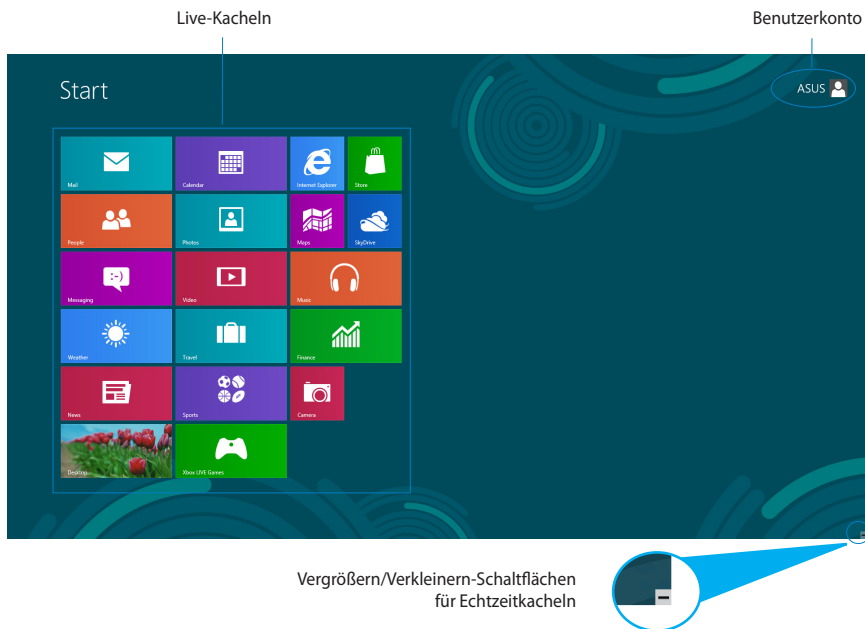 Live-Kacheln
Benutzerkonto
Start
ASUS
Mail
Calendar
Internet Explorer
Store
People
Photos
Maps
SkyDrive
Messaging
Video
Music
Weather
Travel
Finance
News
Sports
Camera
Desktop
Xbox LIVE Games
Vergrößern/Verkleinern-Schaltflächen
für Echtzeitkacheln